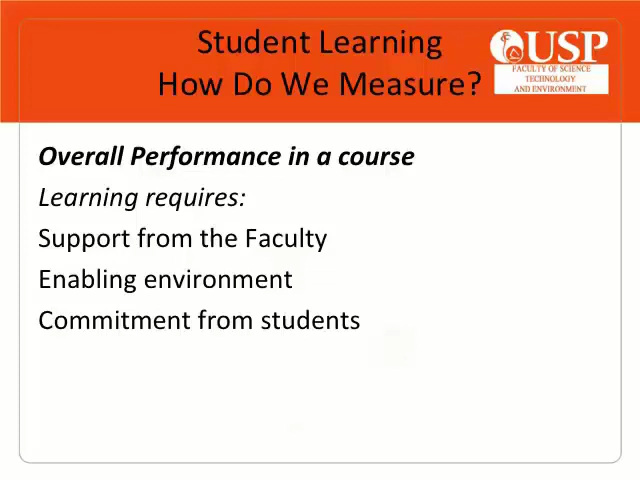 Student Learning
How Do We Measure?
USP
FACULTY OF SCIENCE
TECHNOLOGY
AND ENVIRONMENT
Overall Performance in a course
Learning requires:
Support from the Faculty
Enabling environment
Commitment from students